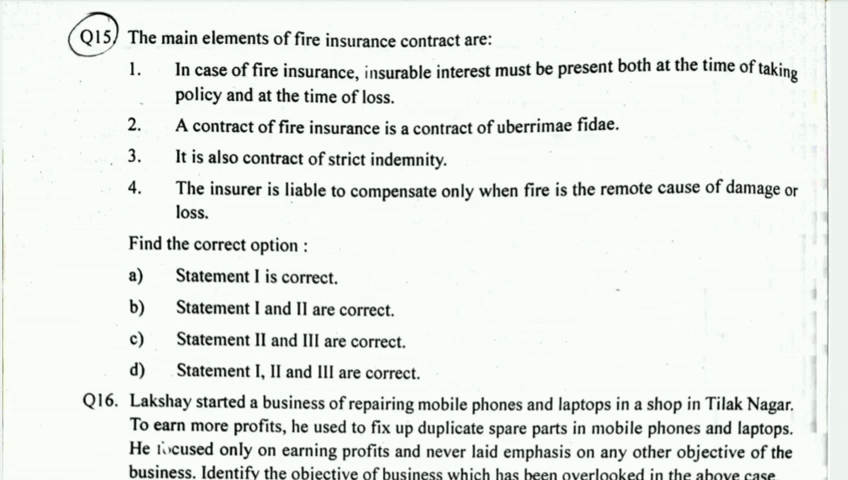 Q15. The main elements of fire insurance contract are:
1. In case of fire insurance, insurable interest must be present both at the time of taking
policy and at the time of loss.
2. A contract of fire insurance is a contract of uberrimae fidae.
3. It is also contract of strict indemnity.
4. The insurer is liable to compensate only when fire is the remote cause of damage or
loss.
Find the correct option :
a) Statement I is correct.
b) Statement I and II are correct.
c) Statement II and III are correct.
d) Statement I, II and III are correct.
Q16. Lakshay started a business of repairing mobile phones and laptops in a shop in Tilak Nagar.
To earn more profits, he used to fix up duplicate spare parts in mobile phones and laptops.
He focused only on earning profits and never laid emphasis on any other objective of the
business. Identify the objective of business which has been overlooked in the above case.